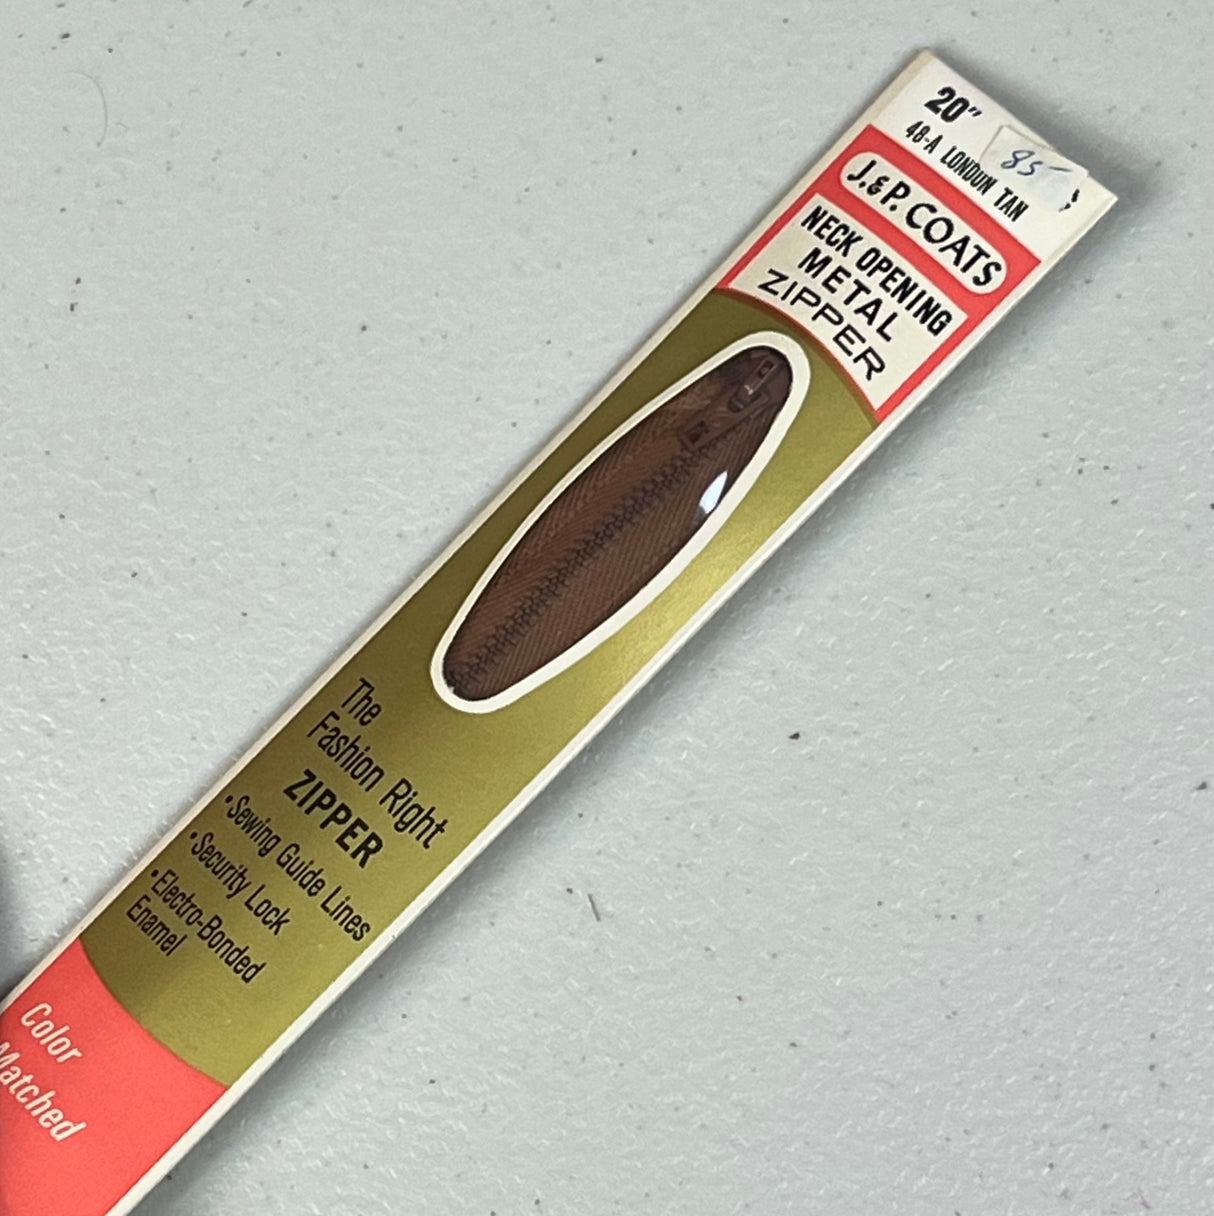 20"
48-A LONDON TAN
85
J.&P. COATS
NECK OPENING
METAL
ZIPPER
The
Fashion Right
ZIPPER
•Sewing Guide Lines
•Security Lock
•Electro-Bonded
Enamel
Color
Matched